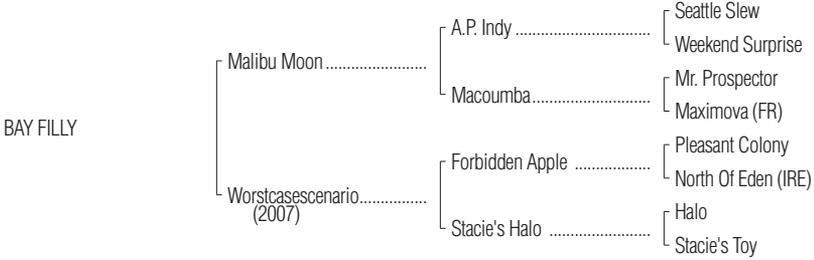 Seattle Slew
A.P. Indy ..............................
Weekend Surprise
Malibu Moon ......................
Mr. Prospector
Macoumba..........................
Maximova (FR)
BAY FILLY
Pleasant Colony
Forbidden Apple .................
North Of Eden (IRE)
Worstcasescenario...............
(2007)
Halo
Stacie's Halo ......................
Stacie's Toy